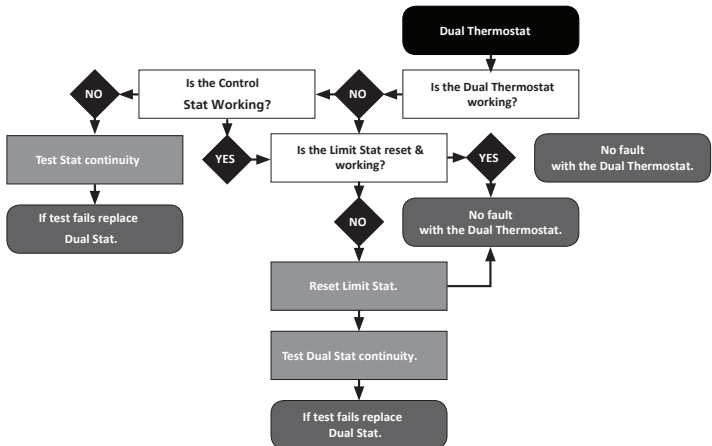 Dual Thermostat
Is the Dual Thermostat
working?
NO
Is the Control
Stat Working?
NO
Test Stat continuity
If test fails replace
Dual Stat.
YES
Is the Limit Stat reset &
working?
YES
No fault
with the Dual Thermostat.
No fault
with the Dual Thermostat.
NO
Reset Limit Stat.
Test Dual Stat continuity.
If test fails replace
Dual Stat.